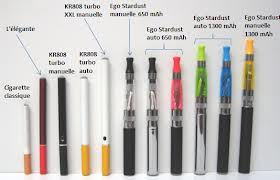 L'élégante
KR808 turbo
XXL manuelle
Ego Stardust
manuelle 650 mAh
Ego Stardust
auto 1300 mAh
KR808
turbo
manuelle
KR808
turbo
auto
Ego Stardust
auto 650 mAh
Ego
Stardust
manuelle
1300 mAh
Cigarette
classique